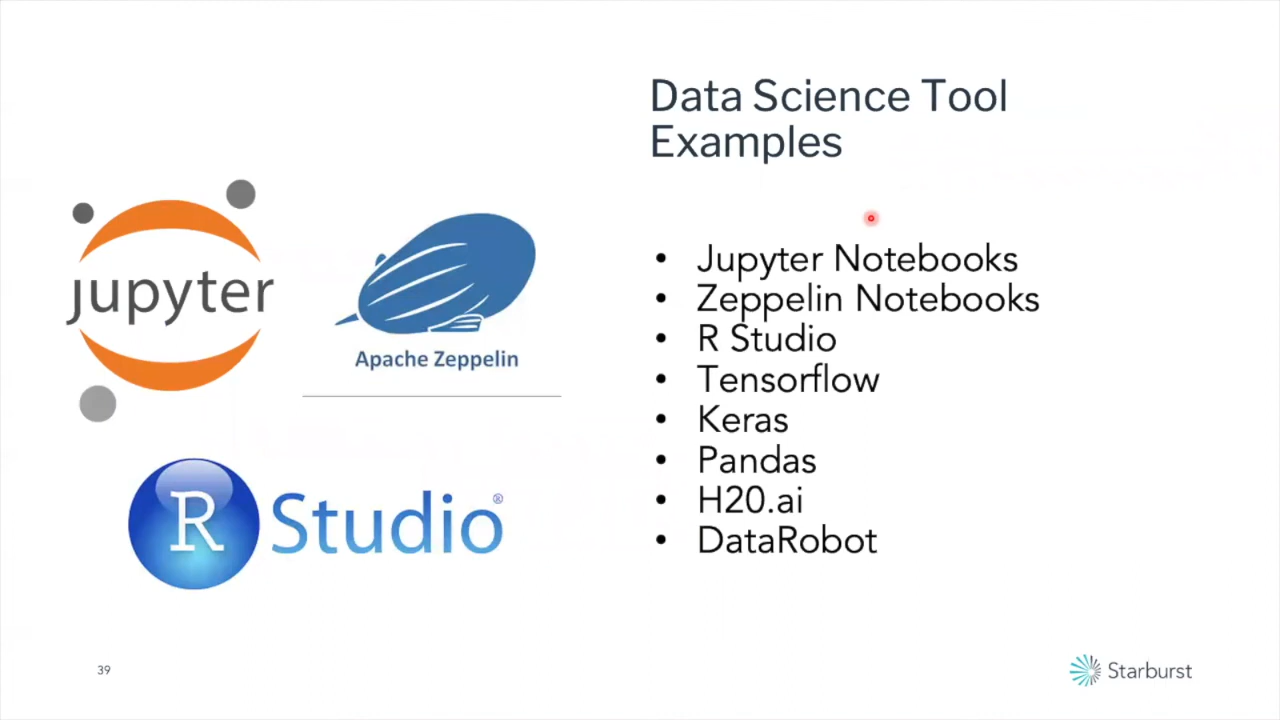 Data Science Tool
Examples
jupyter
Apache Zeppelin
R Studio®
• Jupyter Notebooks
• Zeppelin Notebooks
• R Studio
• Tensorflow
• Keras
• Pandas
• H20.ai
• DataRobot
39
Starburst